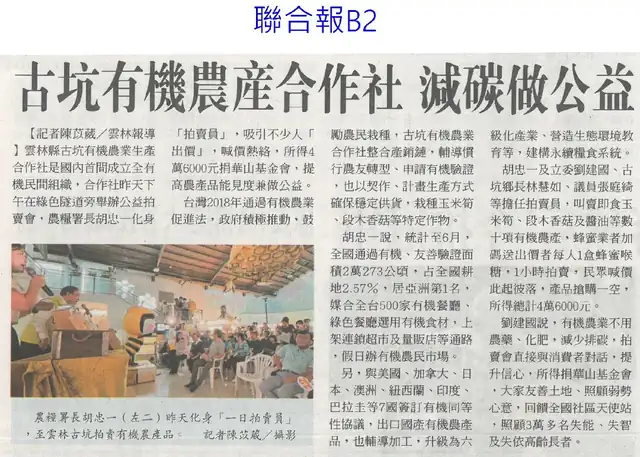 聯合報B2
古坑有機農產合作社 減碳做公益
【記者陳苡葳／雲林報導
】雲林縣古坑有機農業生產
合作社是國內首間成立全有
機民間組織，合作社昨天下
午在綠色隧道旁舉辦公益拍
賣會，農糧署長胡忠一化身
「拍賣員」，吸引不少人「
出價」，喊價熱絡，所得4
萬6000元捐華山基金會，提
高農產品能見度兼做公益。
台灣2018年通過有機農業
促進法，政府積極推動，鼓
勵農民栽種，古坑有機農業
合作社整合產銷鏈，輔導慣
行農友轉型、申請有機驗證
，也以契作、計畫生產方式
確保穩定供貨，栽種玉米筍
、段木香菇等特定作物。
胡忠一說，統計至6月，
全國通過有機、友善驗證面
積2萬273公頃，占全國耕
地2.57%，居亞洲第1名，
媒合全台500家有機餐廳、
綠色餐廳選用有機食材，上
架連鎖超市及量販店等通路
，假日辦有機農民市場。
另，與美國、加拿大、日
本、澳洲、紐西蘭、印度、
巴拉圭等7國簽訂有機同等
性協議，出口國產有機農產
品，也輔導加工，升級為六
級化產業、營造生態環境教
育等，建構永續糧食系統。
胡忠一及立委劉建國、古
坑鄉長林慧如、議員張庭綺
等擔任拍賣員，叫賣即食玉
米筍、段木香菇及醬油等數
十項有機農產，蜂蜜業者加
碼送出價者每人1盒蜂蜜喉
糖，1小時拍賣，民眾喊價
此起彼落，產品搶購一空，
所得總計4萬6000元。
劉建國說，有機農業不用
農藥、化肥，減少排碳，拍
賣會直接與消費者對話，提
升信心，所得捐華山基金會
，大家友善土地、照顧弱勢
心意，回饋全國社區天使站
，照顧3萬多名失能、失智
及失依高齡長者。
農糧署長胡忠一（左二）昨天化身「一日拍賣員」
，至雲林古坑拍賣有機農產品。 記者陳苡葳／攝影